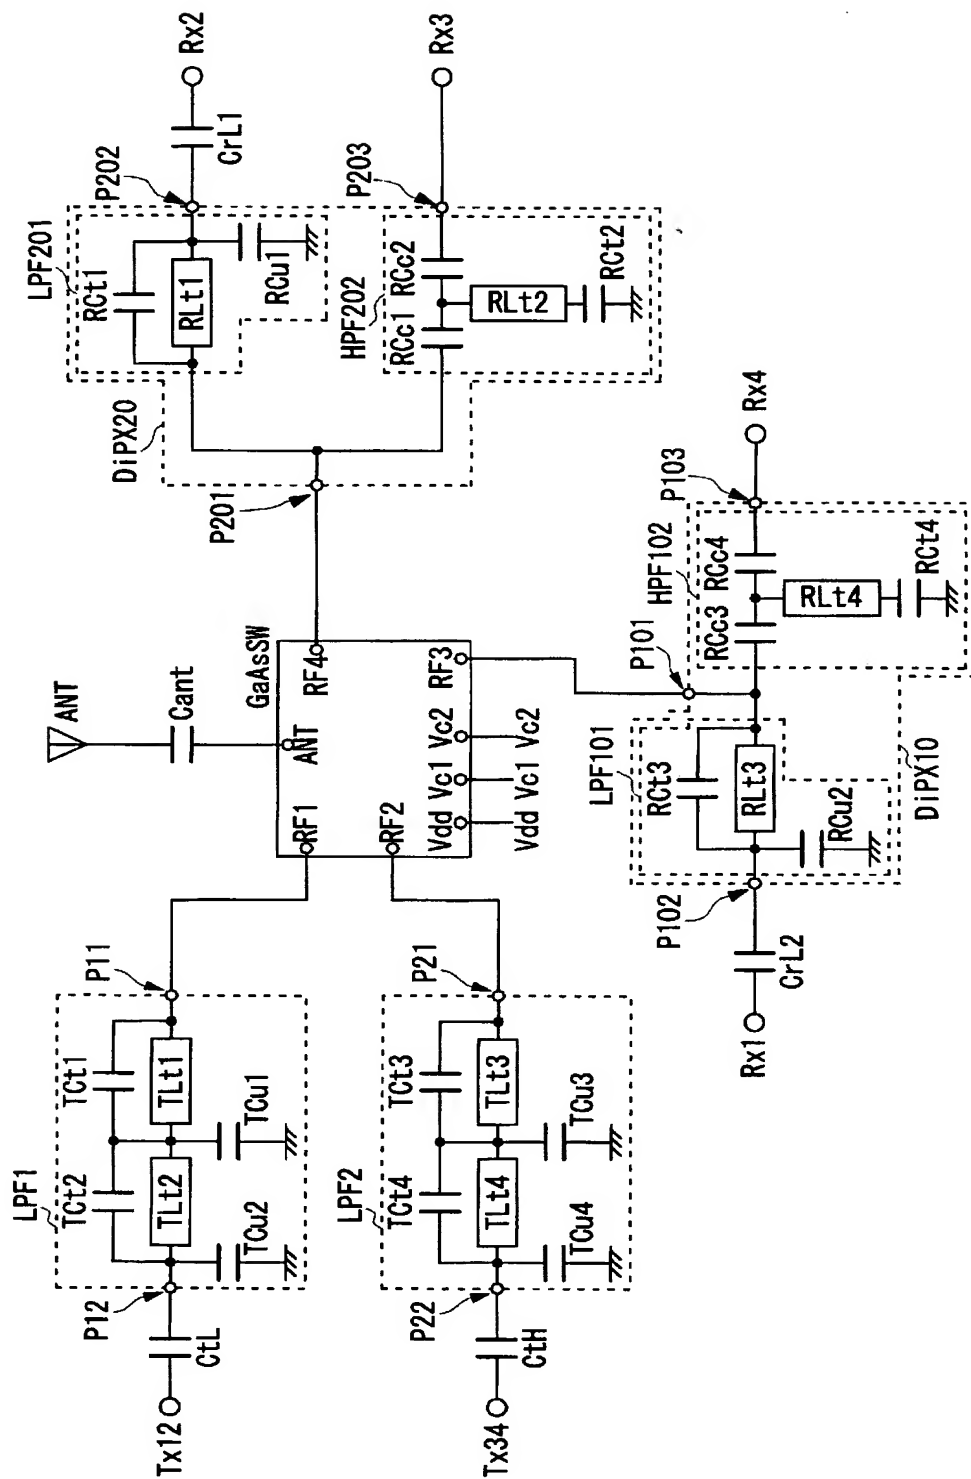 Tx12
CtL
P12
LPF1
TCt2
TCt1
TLt2
TLt1
TCu2
TCu1
P11
Tx34
CtH
P22
LPF2
TCt4
TCt3
TLt4
TLt3
TCu4
TCu3
P21
ANT
Cant
GaAsSW
ANT
RF1
RF2
RF3
RF4
Vdd
Vc1
Vc2
Vdd
Vc1
Vc2
P201
DiPX20
LPF201
RCt1
RLt1
RCu1
P202
CrL1
Rx2
HPF202
RCc1
RCc2
RLt2
RCt2
P203
Rx3
Rx1
CrL2
P102
LPF101
RCt3
RLt3
RCu2
P101
DiPX10
HPF102
RCc3
RCc4
RLt4
RCt4
P103
Rx4